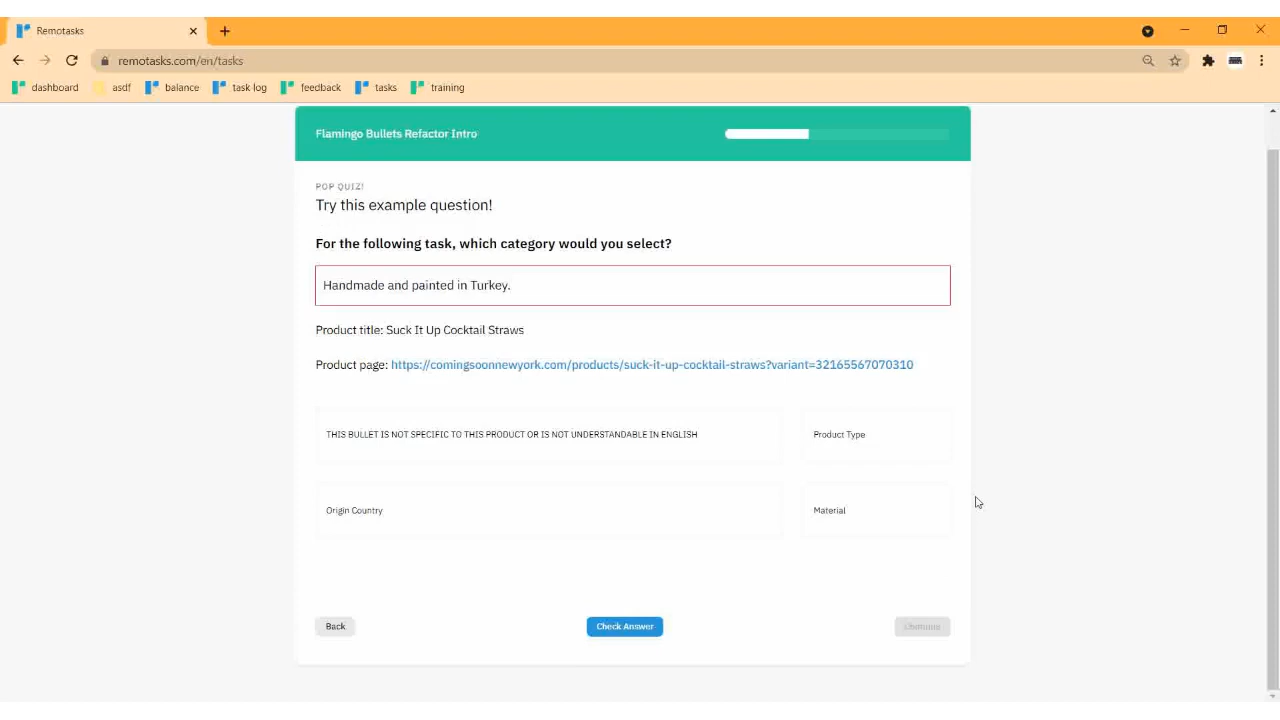 Remotasks
remotasks.com/en/tasks
dashboard asdf balance task log feedback tasks training
Flamingo Bullets Refactor Intro
POP QUIZ!
Try this example question!
For the following task, which category would you select?
Handmade and painted in Turkey.
Product title: Suck It Up Cocktail Straws
Product page: https://comingsoonnewyork.com/products/suck-it-up-cocktail-straws?variant=32165567070310
THIS BULLET IS NOT SPECIFIC TO THIS PRODUCT OR IS NOT UNDERSTANDABLE IN ENGLISH Product Type
Origin Country Material
Back Check Answer Continue